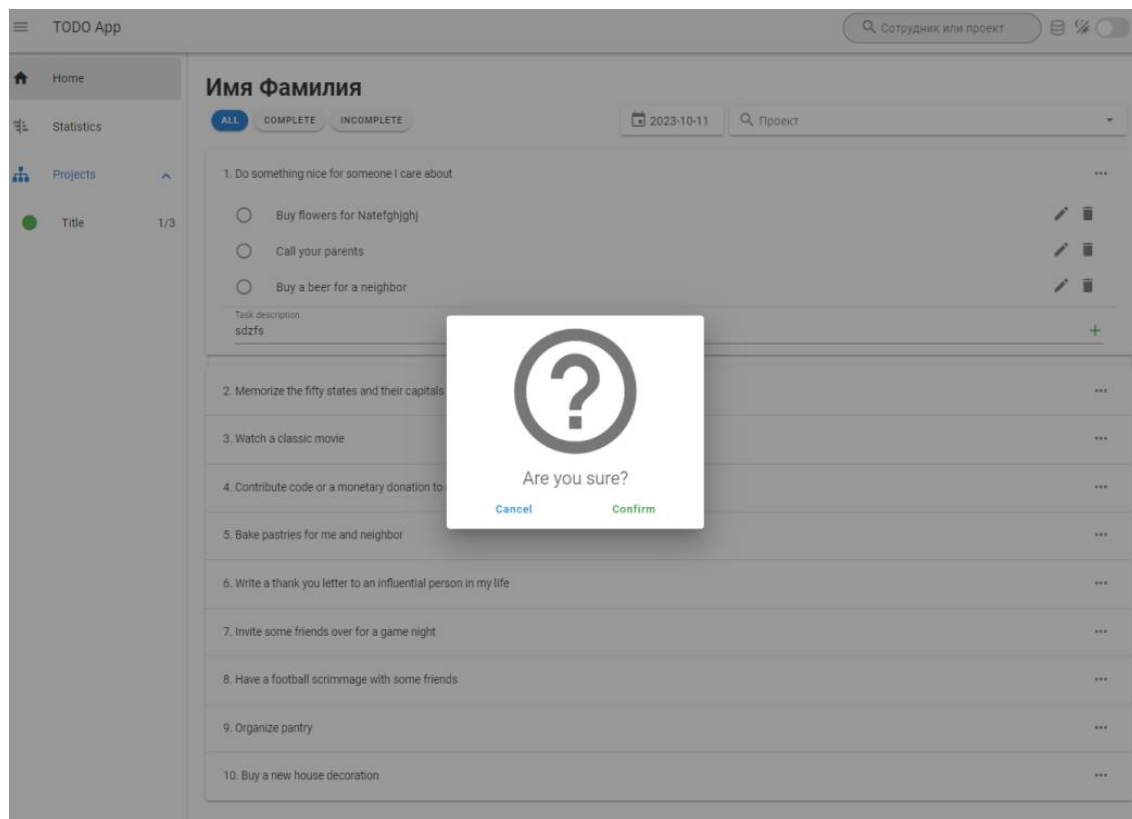 TODO App
Сотрудник или проект
Home
Statistics
Projects
Title 1/3
Имя Фамилия
ALL COMPLETE INCOMPLETE
2023-10-11
Проект
1. Do something nice for someone I care about
Buy flowers for Natefghjghj
Call your parents
Buy a beer for a neighbor
Task description
sdzfs
2. Memorize the fifty states and their capitals
3. Watch a classic movie
4. Contribute code or a monetary donation to
5. Bake pastries for me and neighbor
6. Write a thank you letter to an influential person in my life
7. Invite some friends over for a game night
8. Have a football scrimmage with some friends
9. Organize pantry
10. Buy a new house decoration
Are you sure?
Cancel Confirm